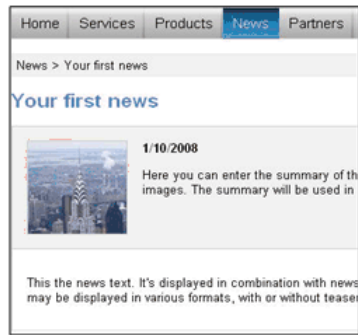 Home Services Products News Partners
News > Your first news
Your first news
1/10/2008
Here you can enter the summary of th
images. The summary will be used in
This the news text. It's displayed in combination with news
may be displayed in various formats, with or without teaser